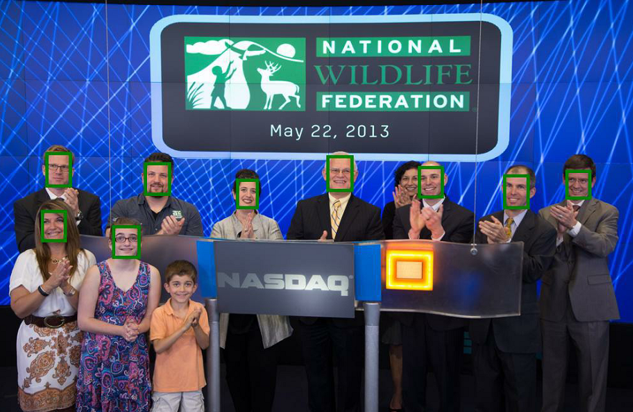 NATIONAL
WILDLIFE
FEDERATION
May 22, 2013
NASDAQ